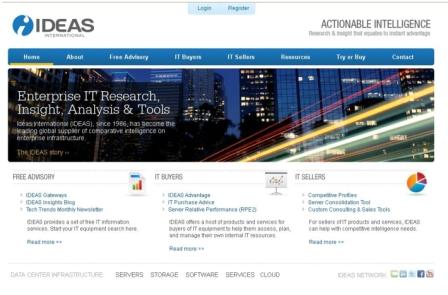 Login Register
IDEAS
INTERNATIONAL
ACTIONABLE INTELLIGENCE
Research & insight that equates to instant advantage
Home About Free Advisory IT Buyers IT Sellers Resources Try or Buy Contact
Enterprise IT Research,
Insight, Analysis & Tools
Ideas International (IDEAS), since 1986, has become the
leading global supplier of comparative intelligence on
enterprise infrastructure.
The IDEAS story >>
FREE ADVISORY
IDEAS Gateways
IDEAS Insights Blog
Tech Trends Monthly Newsletter
IDEAS provides a set of free IT information
services. Start your IT equipment search here.
Read more >>
IT BUYERS
IDEAS Advantage
IT Purchase Advice
Server Relative Performance (RPE2)
IDEAS offers a host of products and services for
buyers of IT equipment to help them access, plan,
and manage their own internal IT resources.
Read more >>
IT SELLERS
Competitive Profiles
Server Consolidation Tool
Custom Consulting & Sales Tools
For sellers of IT products and services, IDEAS
can help with competitive intelligence needs.
Read more >>
DATA CENTER INFRASTRUCTURE: SERVERS STORAGE SOFTWARE SERVICES CLOUD
IDEAS NETWORK